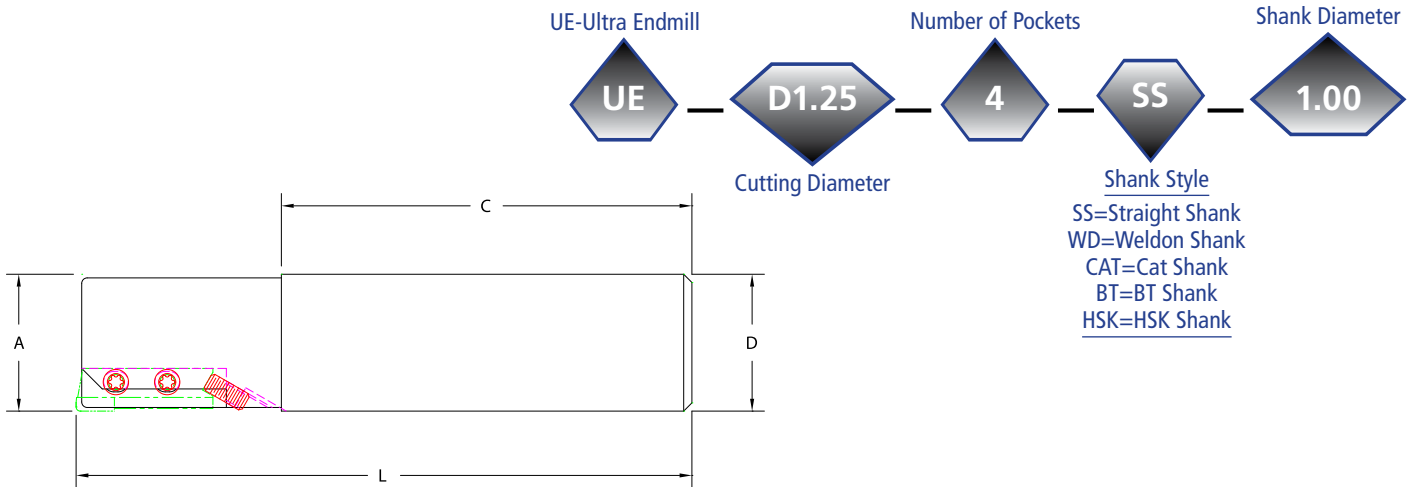 UE-Ultra Endmill
Number of Pockets
Shank Diameter
UE
D1.25
4
SS
1.00
Cutting Diameter
Shank Style
SS=Straight Shank
WD=Weldon Shank
CAT=Cat Shank
BT=BT Shank
HSK=HSK Shank
C
A
D
L